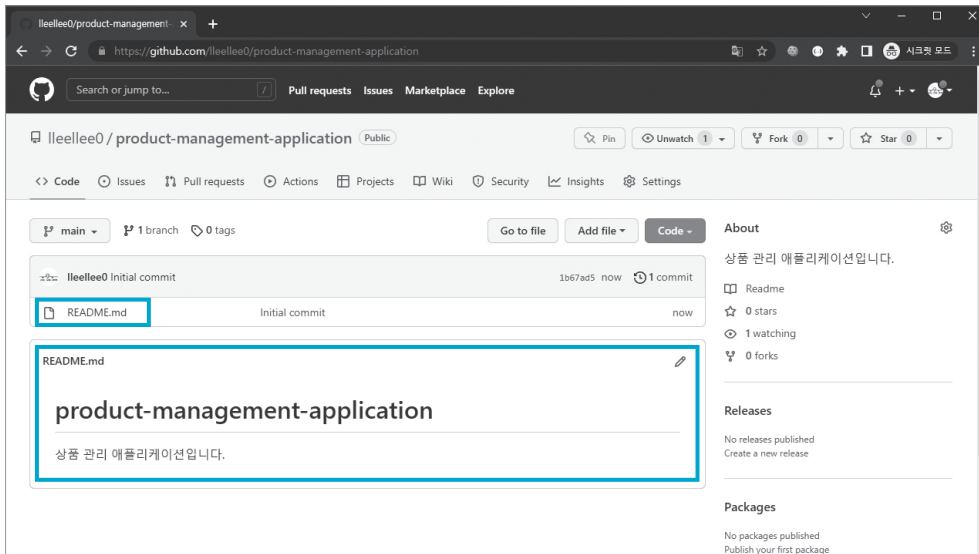 lleellee0/product-management-
https://github.com/lleellee0/product-management-application
시크릿 모드
Search or jump to... /
Pull requests Issues Marketplace Explore
lleellee0 / product-management-application Public
Pin Unwatch 1 Fork 0 Star 0
Code Issues Pull requests Actions Projects Wiki Security Insights Settings
main 1 branch 0 tags Go to file Add file Code
lleellee0 Initial commit 1b67ad5 now 1 commit
README.md Initial commit now
README.md
product-management-application
상품 관리 애플리케이션입니다.
About
상품 관리 애플리케이션입니다.
Readme
0 stars
1 watching
0 forks
Releases
No releases published
Create a new release
Packages
No packages published
Publish your first package